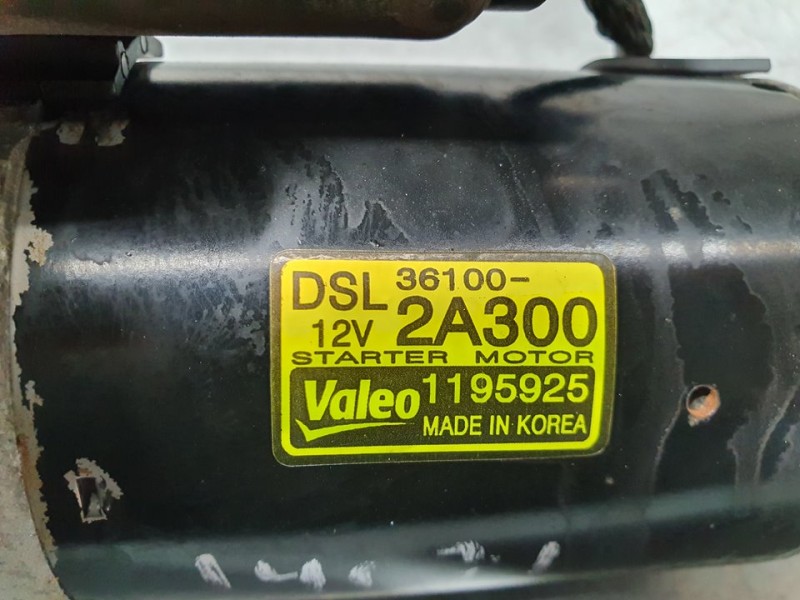 DSL 36100-
12V 2A300
STARTER MOTOR
Valeo 1195925
MADE IN KOREA